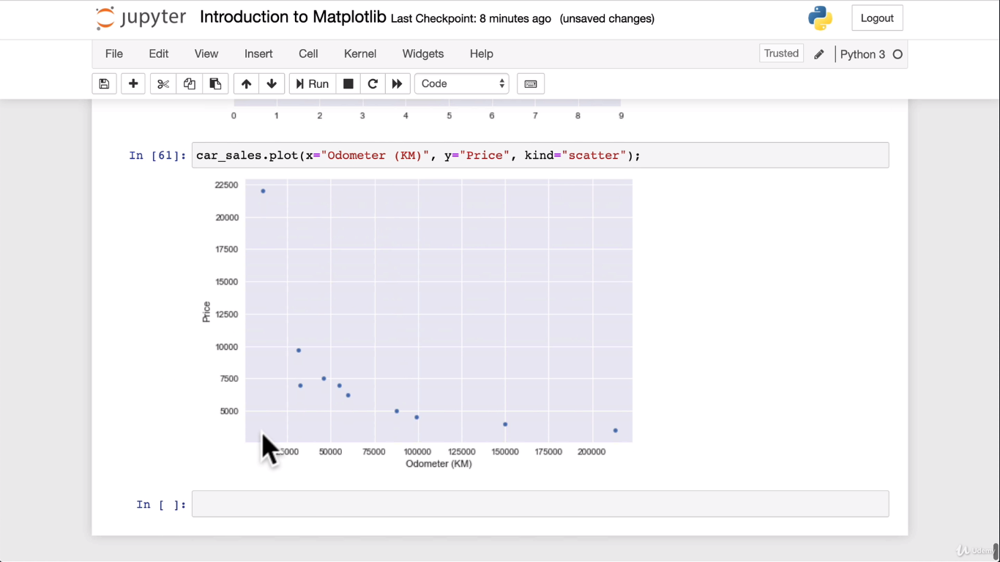 jupyter Introduction to Matplotlib Last Checkpoint: 8 minutes ago (unsaved changes) Logout
File Edit View Insert Cell Kernel Widgets Help Trusted Python 3
Run Code
0 1 2 3 4 5 6 7 8 9
In [61]: car_sales.plot(x="Odometer (KM)", y="Price", kind="scatter");
22500
20000
17500
15000
12500
10000
7500
5000
Price
50000 75000 100000 125000 150000 175000 200000
Odometer (KM)
In [ ]:
Udemy